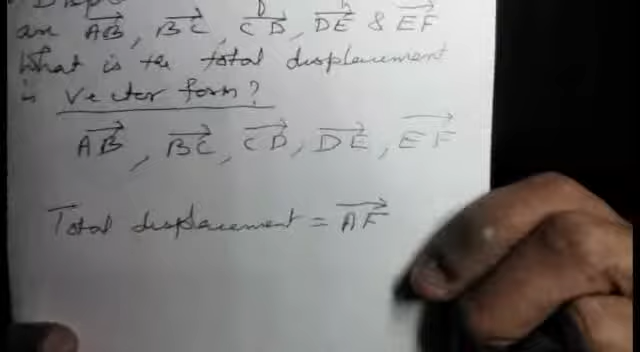 are AB, BC, CD, DE & EF
What is the total displacement
in vector form?
AB, BC, CD, DE, EF
Total displacement = AF